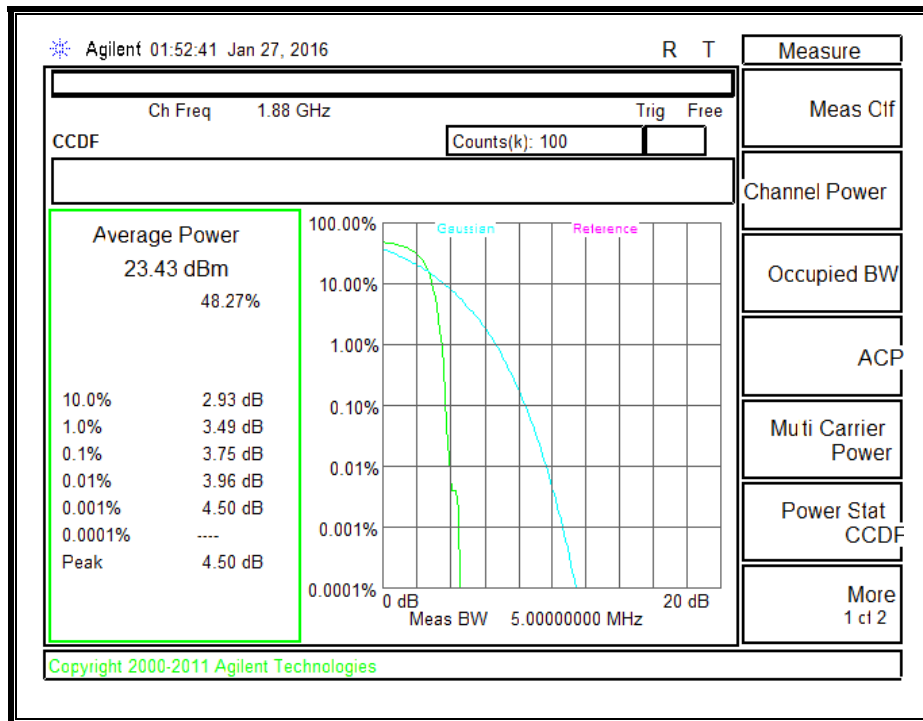 Agilent 01:52:41 Jan 27, 2016 R T
Measure
Ch Freq 1.88 GHz Trig Free
Meas Off
CCDF Counts(k): 100
Channel Power
Average Power
23.43 dBm
48.27%
10.0% 2.93 dB
1.0% 3.49 dB
0.1% 3.75 dB
0.01% 3.96 dB
0.001% 4.50 dB
0.0001% ----
Peak 4.50 dB
Gaussian Reference
100.00%
10.00%
1.00%
0.10%
0.01%
0.001%
0.0001%
0 dB 20 dB
Meas BW 5.00000000 MHz
Occupied BW
ACP
Multi Carrier
Power
Power Stat
CCDF
More
1 of 2
Copyright 2000-2011 Agilent Technologies